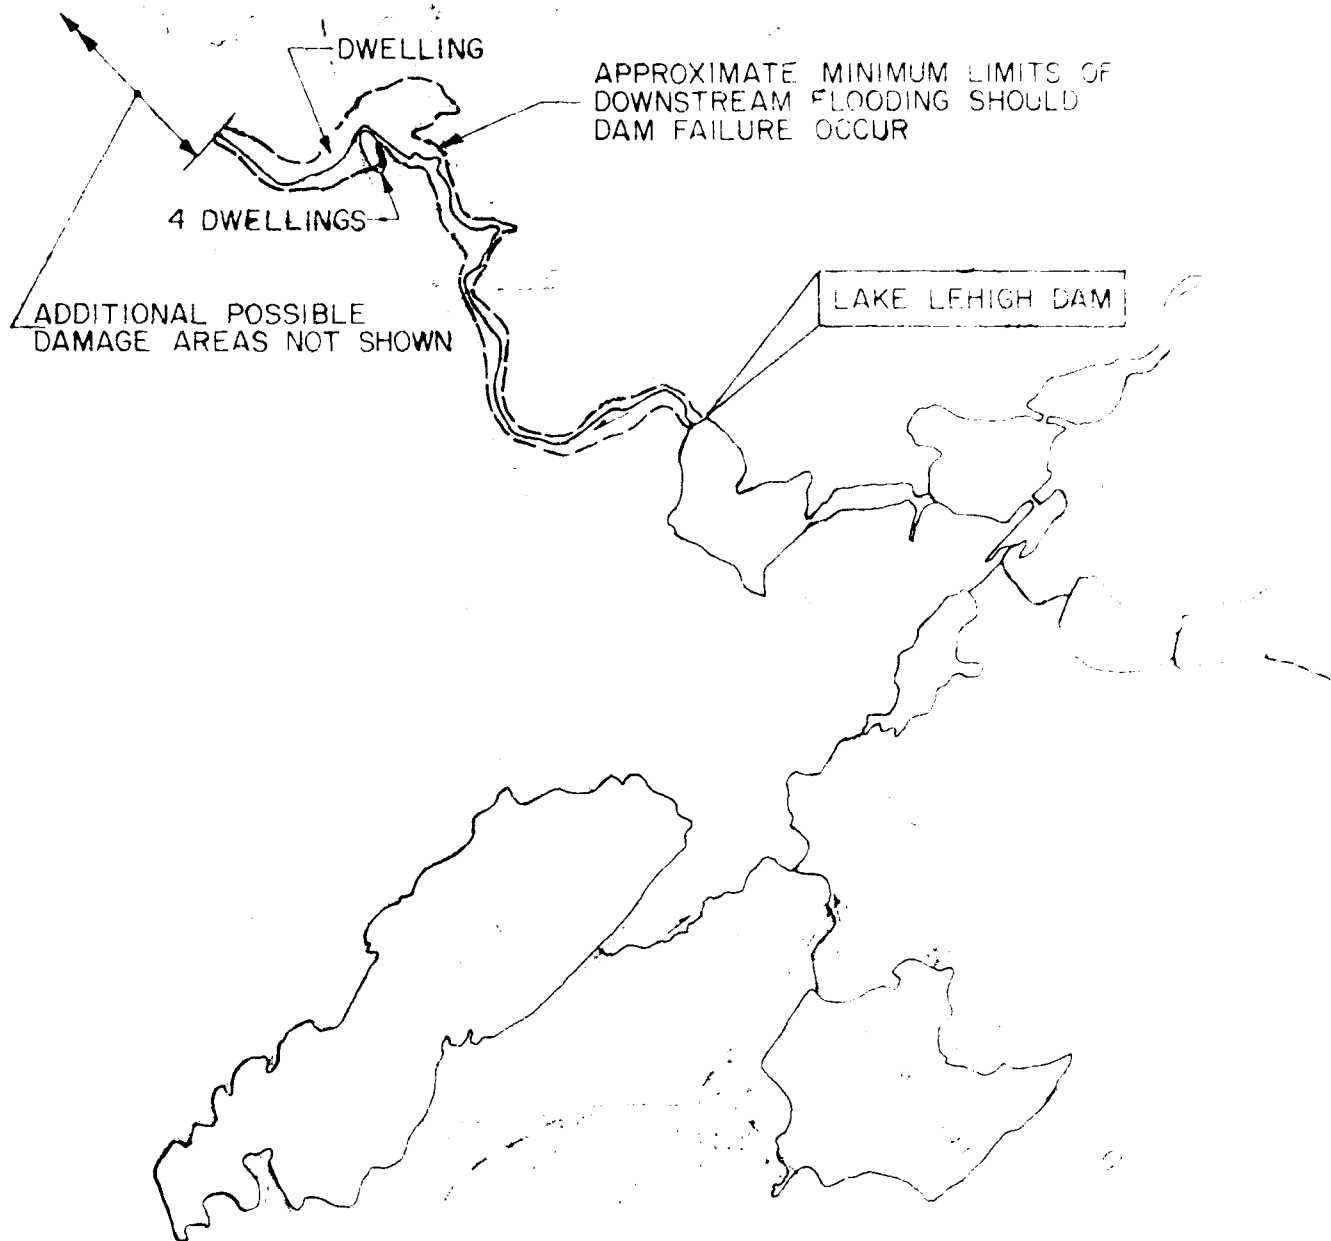 DWELLING
APPROXIMATE MINIMUM LIMITS OF
DOWNSTREAM FLOODING SHOULD
DAM FAILURE OCCUR
4 DWELLINGS
LAKE LEHIGH DAM
ADDITIONAL POSSIBLE
DAMAGE AREAS NOT SHOWN